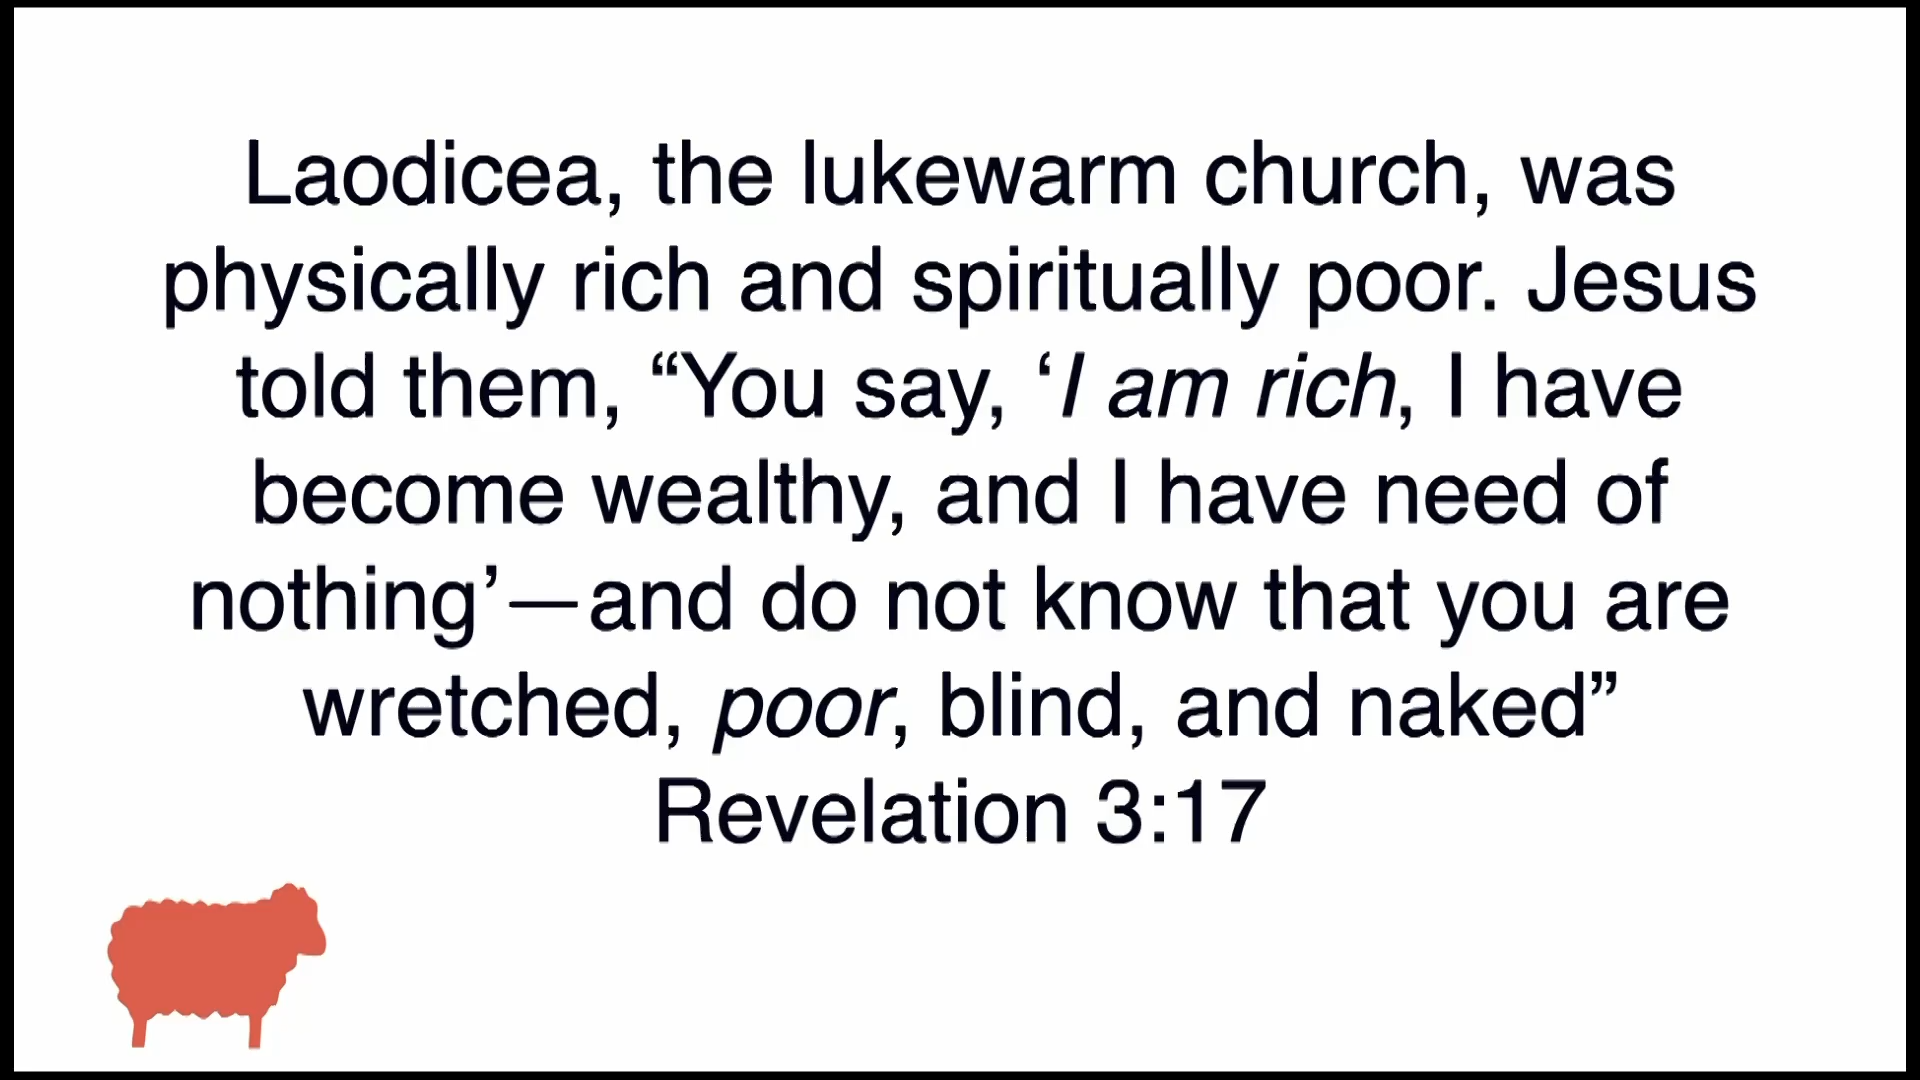 Laodicea, the lukewarm church, was
physically rich and spiritually poor. Jesus
told them, “You say, ‘I am rich, I have
become wealthy, and I have need of
nothing’—and do not know that you are
wretched, poor, blind, and naked”
Revelation 3:17